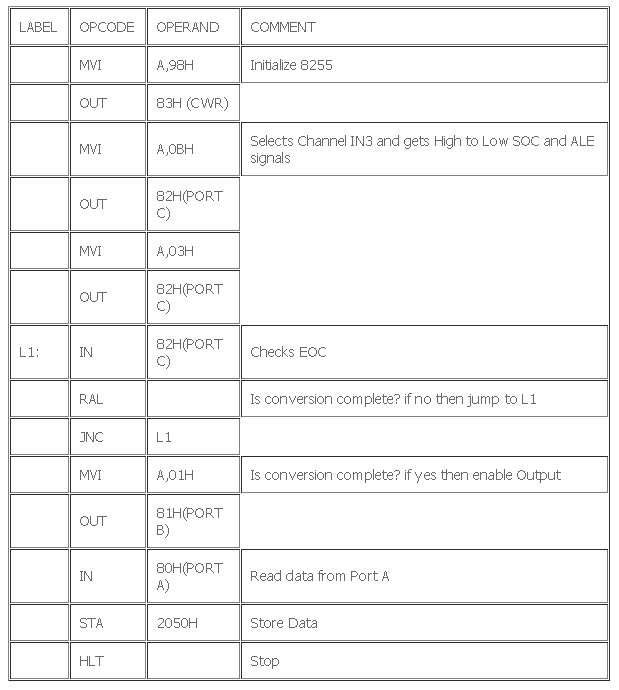 LABEL OPCODE OPERAND COMMENT
MVI A,98H Initialize 8255
OUT 83H (CWR)
MVI A,0BH Selects Channel IN3 and gets High to Low SOC and ALE
signals
OUT 82H(PORT
C)
MVI A,03H
OUT 82H(PORT
C)
L1: IN 82H(PORT
C) Checks EOC
RAL Is conversion complete? if no then jump to L1
JNC L1
MVI A,01H Is conversion complete? if yes then enable Output
OUT 81H(PORT
B)
IN 80H(PORT
A) Read data from Port A
STA 2050H Store Data
HLT Stop